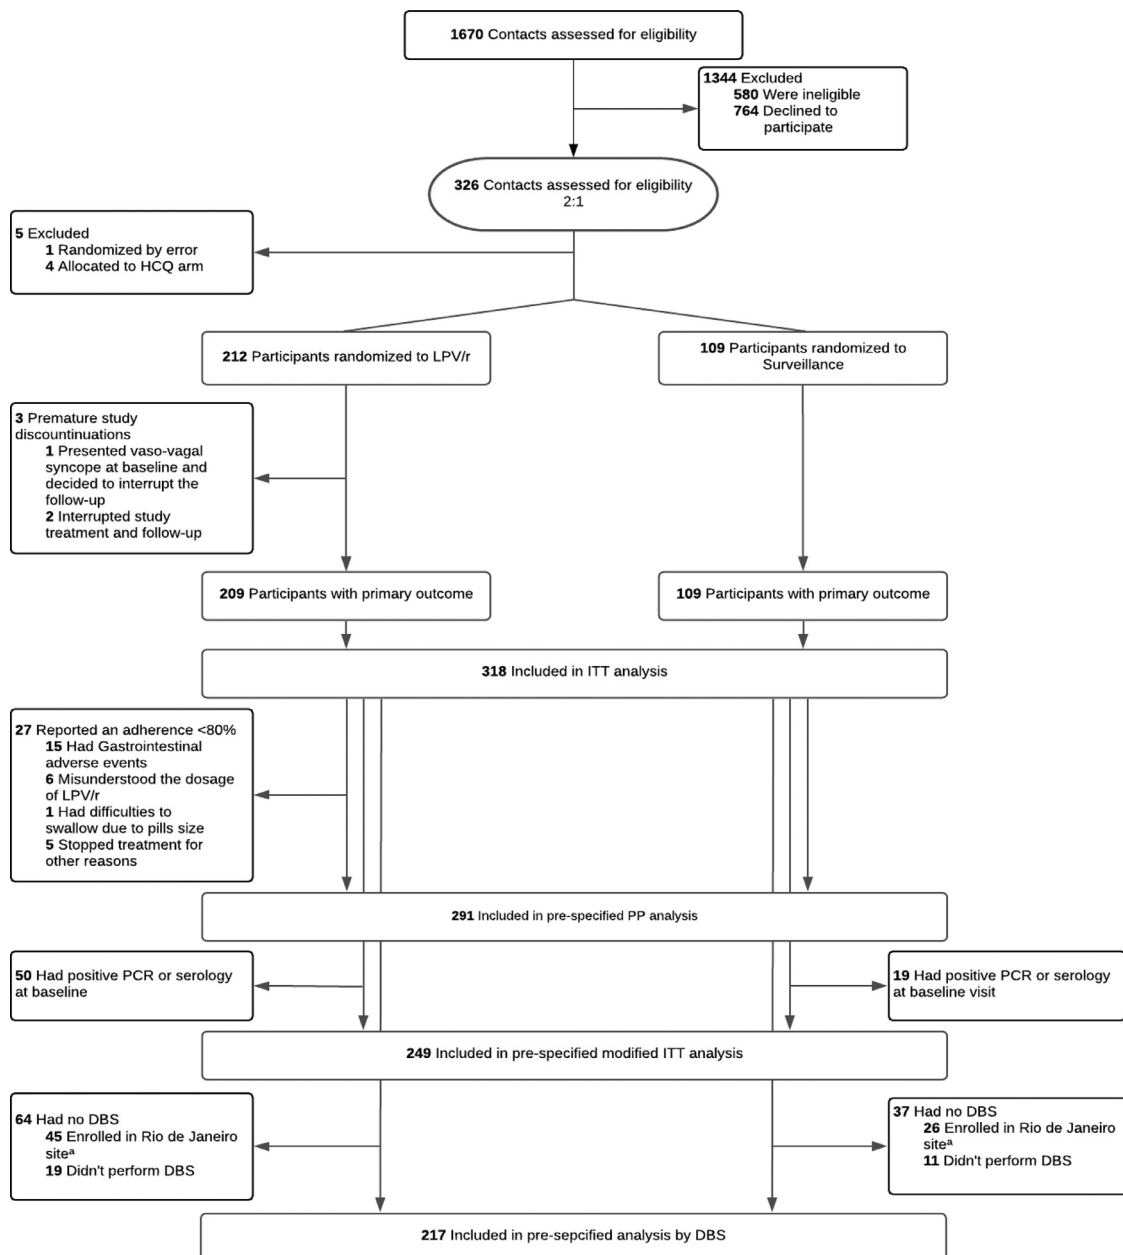 1670 Contacts assessed for eligibility
1344 Excluded
580 Were ineligible
764 Declined to
participate
326 Contacts assessed for eligibility
2:1
5 Excluded
1 Randomized by error
4 Allocated to HCQ arm
212 Participants randomized to LPV/r
109 Participants randomized to
Surveillance
3 Premature study
discountinuations
1 Presented vaso-vagal
syncope at baseline and
decided to interrupt the
follow-up
2 Interrupted study
treatment and follow-up
209 Participants with primary outcome
109 Participants with primary outcome
318 Included in ITT analysis
27 Reported an adherence <80%
15 Had Gastrointestinal
adverse events
6 Misunderstood the dosage
of LPV/r
1 Had difficulties to
swallow due to pills size
5 Stopped treatment for
other reasons
291 Included in pre-specified PP analysis
50 Had positive PCR or serology
at baseline
19 Had positive PCR or serology
at baseline visit
249 Included in pre-specified modified ITT analysis
64 Had no DBS
45 Enrolled in Rio de Janeiro
siteᵃ
19 Didn't perform DBS
37 Had no DBS
26 Enrolled in Rio de Janeiro
siteᵃ
11 Didn't perform DBS
217 Included in pre-sepcified analysis by DBS